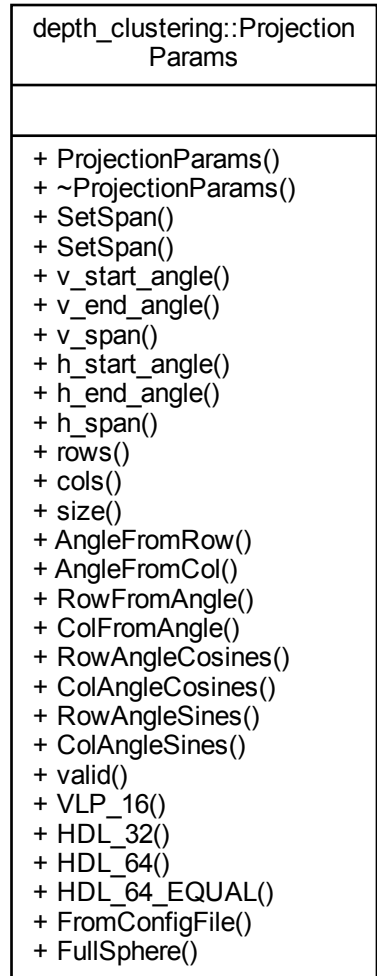 depth_clustering::Projection
Params
+ ProjectionParams()
+ ~ProjectionParams()
+ SetSpan()
+ SetSpan()
+ v_start_angle()
+ v_end_angle()
+ v_span()
+ h_start_angle()
+ h_end_angle()
+ h_span()
+ rows()
+ cols()
+ size()
+ AngleFromRow()
+ AngleFromCol()
+ RowFromAngle()
+ ColFromAngle()
+ RowAngleCosines()
+ ColAngleCosines()
+ RowAngleSines()
+ ColAngleSines()
+ valid()
+ VLP_16()
+ HDL_32()
+ HDL_64()
+ HDL_64_EQUAL()
+ FromConfigFile()
+ FullSphere()